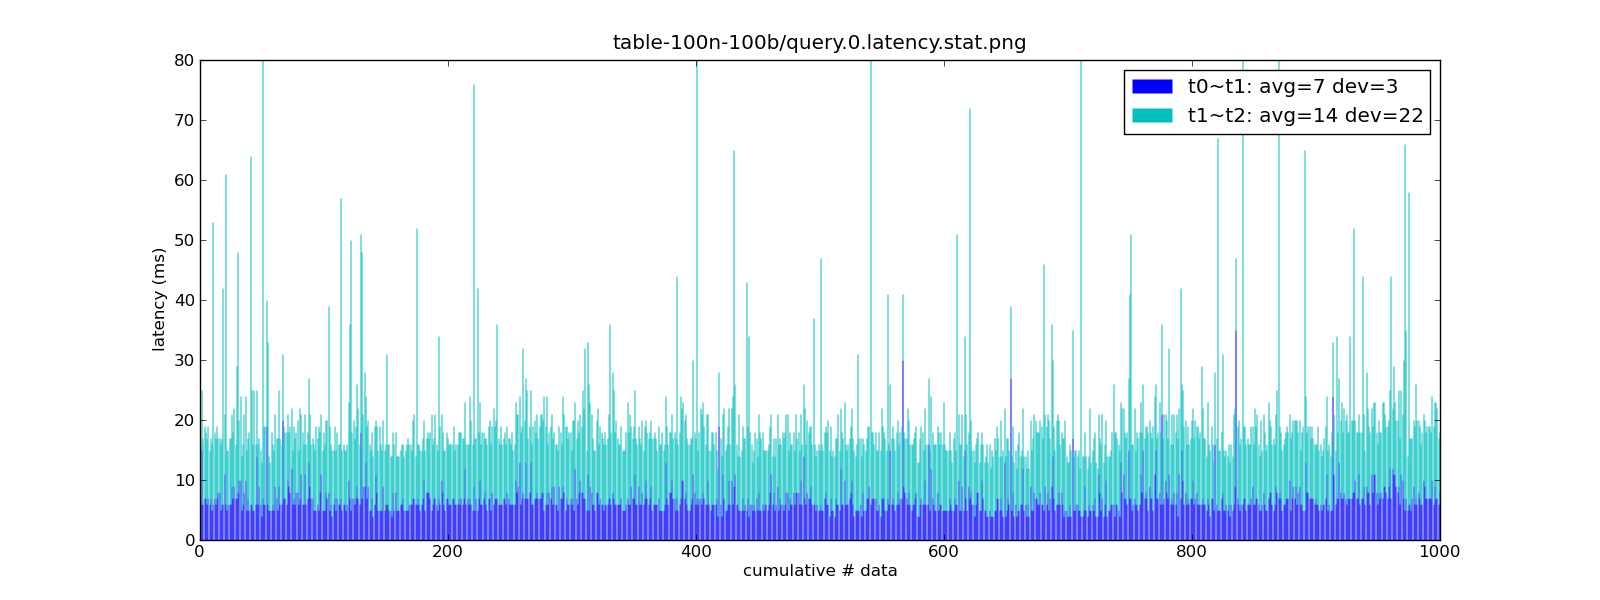 table-100n-100b/query.0.latency.stat.png
80
70
60
50
40
30
20
10
0
latency (ms)
t0~t1: avg=7 dev=3
t1~t2: avg=14 dev=22
0 200 400 600 800 1000
cumulative # data